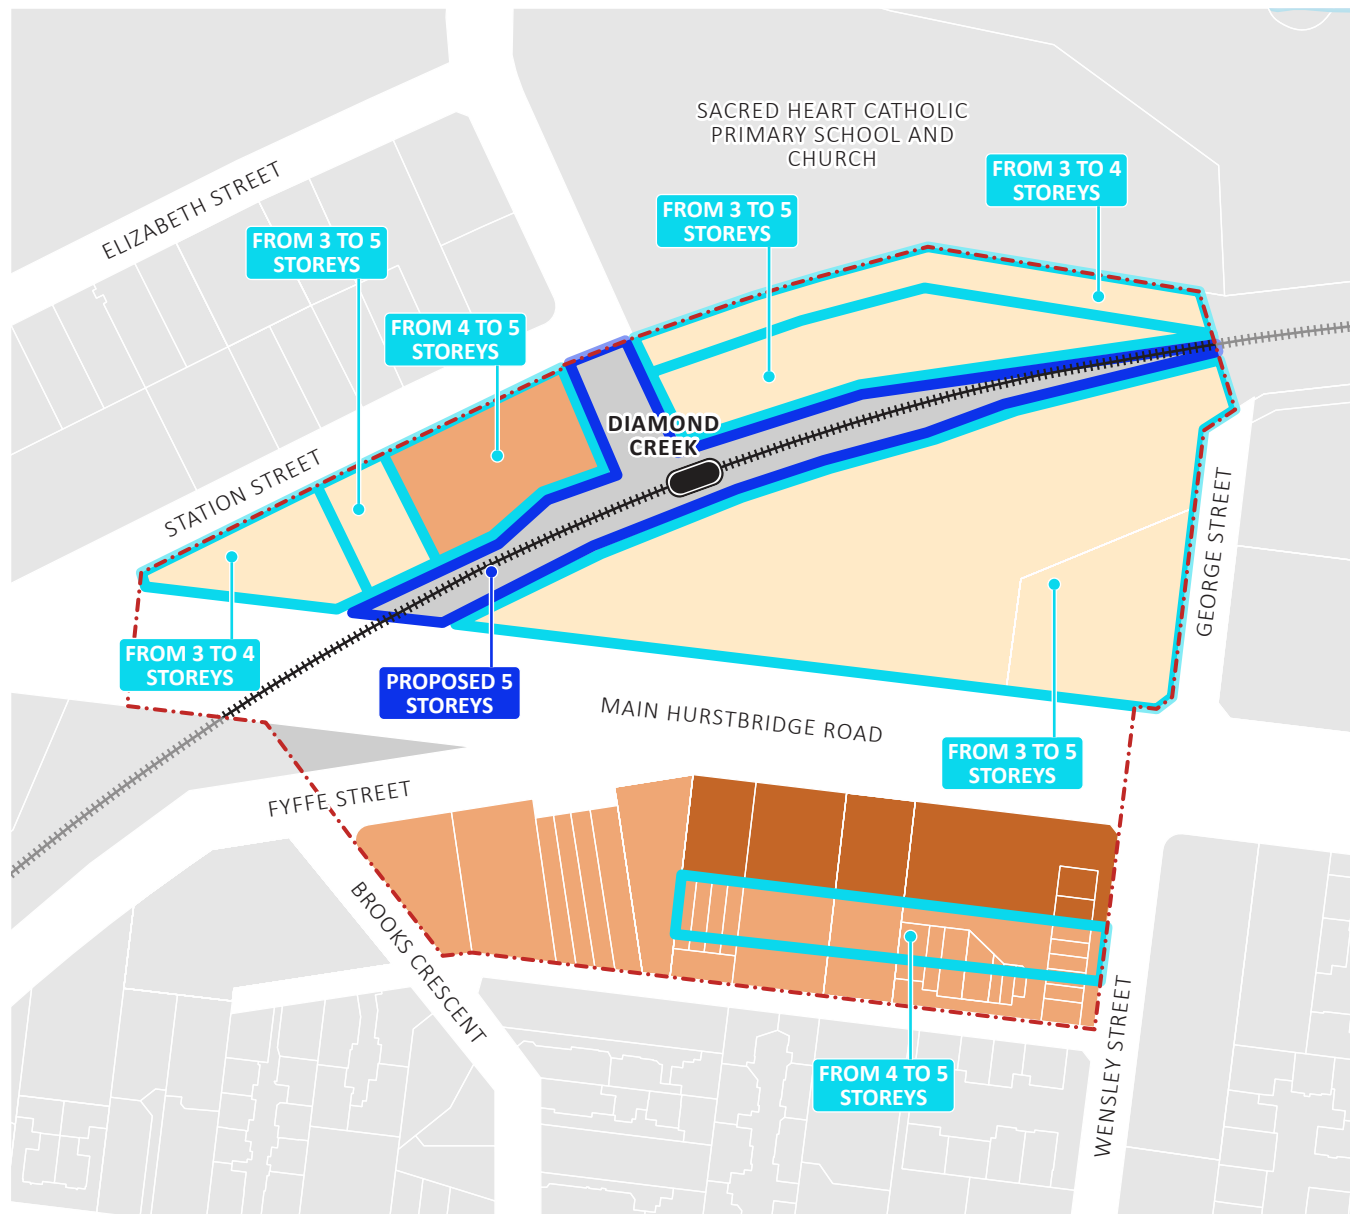 SACRED HEART CATHOLIC
PRIMARY SCHOOL AND
CHURCH
FROM 3 TO 4
STOREYS
FROM 3 TO 5
STOREYS
ELIZABETH STREET
FROM 3 TO 5
STOREYS
FROM 4 TO 5
STOREYS
DIAMOND
CREEK
STATION STREET
GEORGE STREET
FROM 3 TO 4
STOREYS
PROPOSED 5
STOREYS
MAIN HURSTBRIDGE ROAD
FROM 3 TO 5
STOREYS
FYFFE STREET
BROOKS CRESCENT
WENSLEY STREET
FROM 4 TO 5
STOREYS